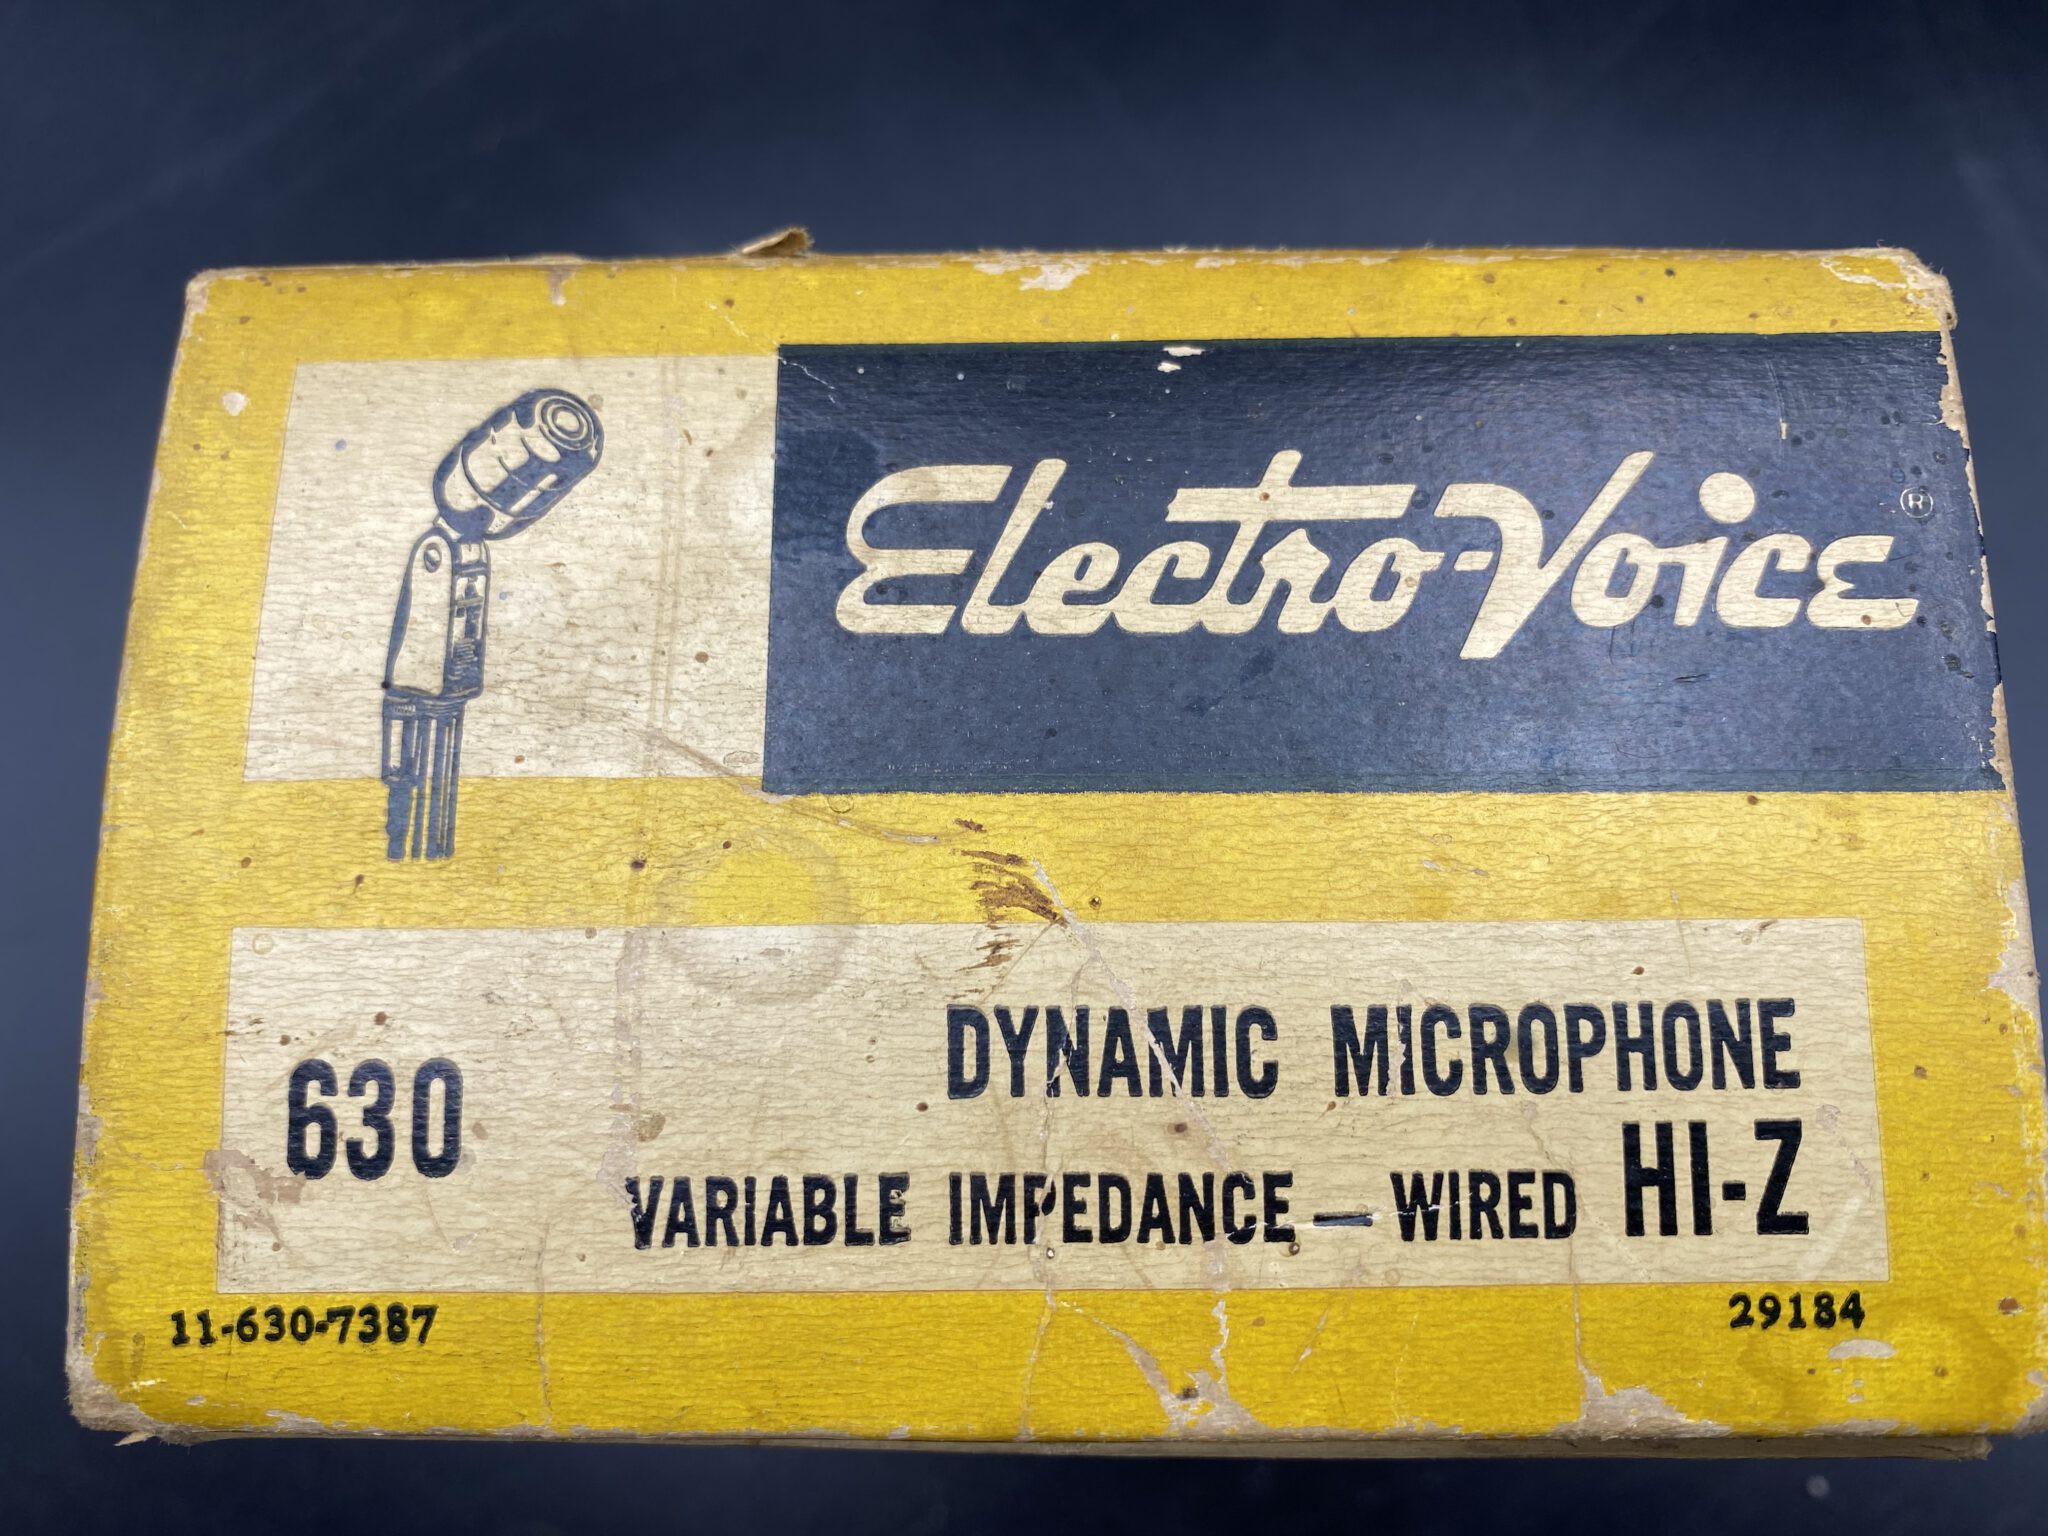 Electro-Voice®
630
DYNAMIC MICROPHONE
VARIABLE IMPEDANCE — WIRED HI-Z
11-630-7387
29184